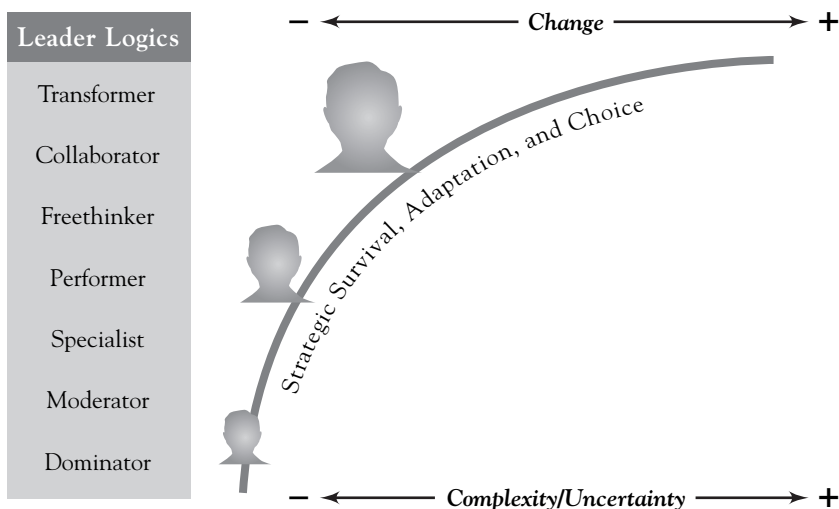 Leader Logics
Transformer
Collaborator
Freethinker
Performer
Specialist
Moderator
Dominator
– Change +
Strategic Survival, Adaptation, and Choice
– Complexity/Uncertainty +